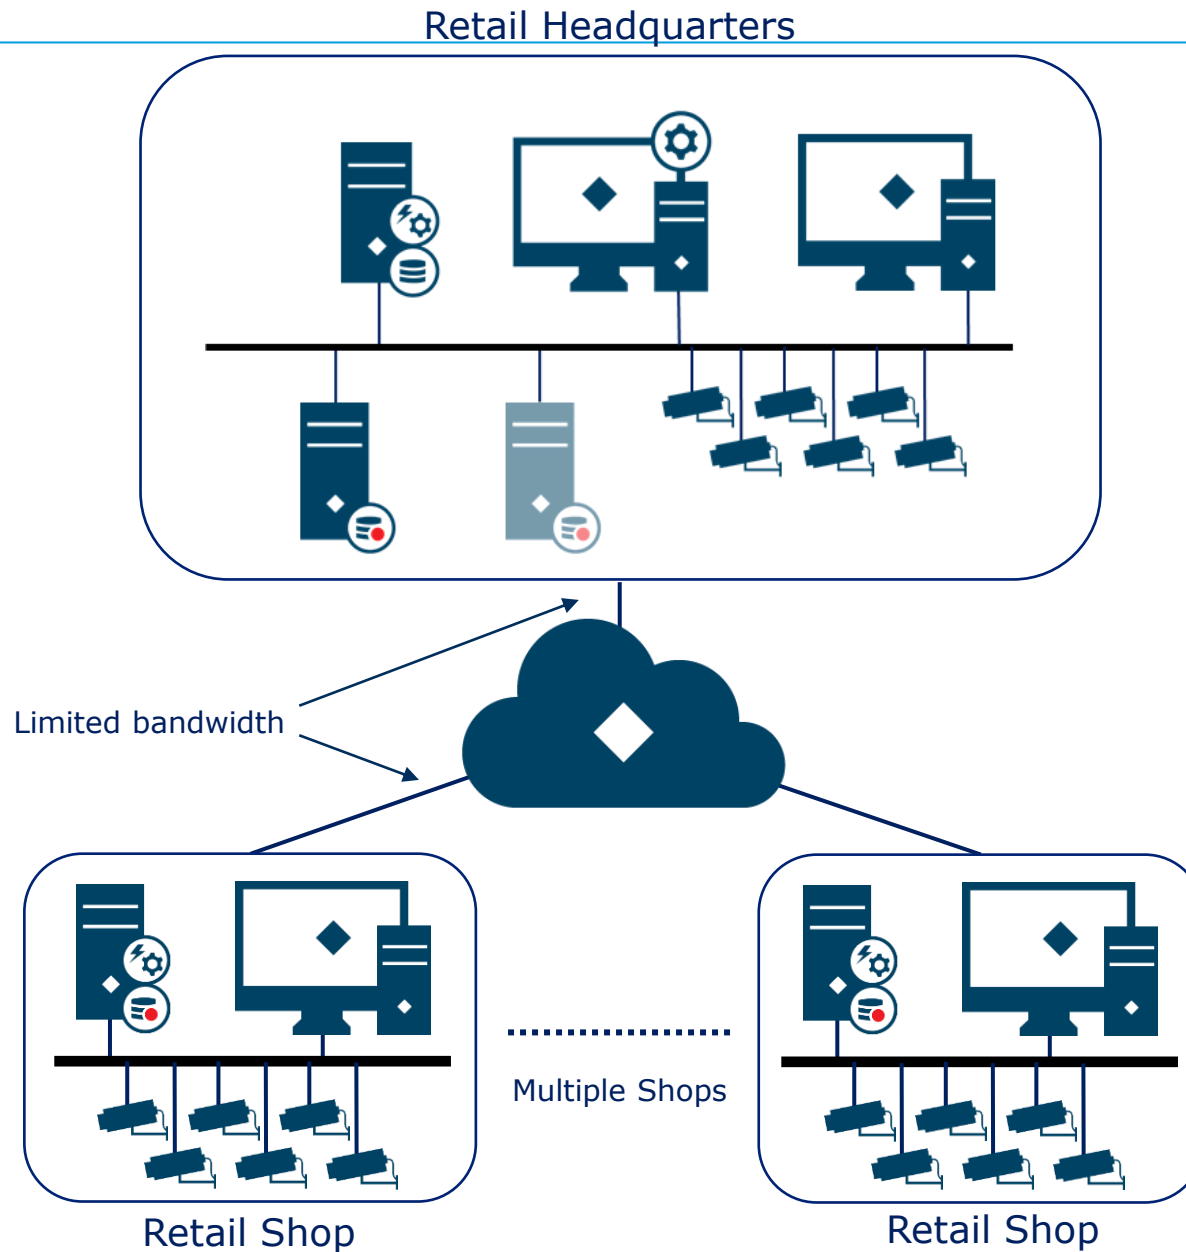 Retail Headquarters
Limited bandwidth
Multiple Shops
Retail Shop
Retail Shop